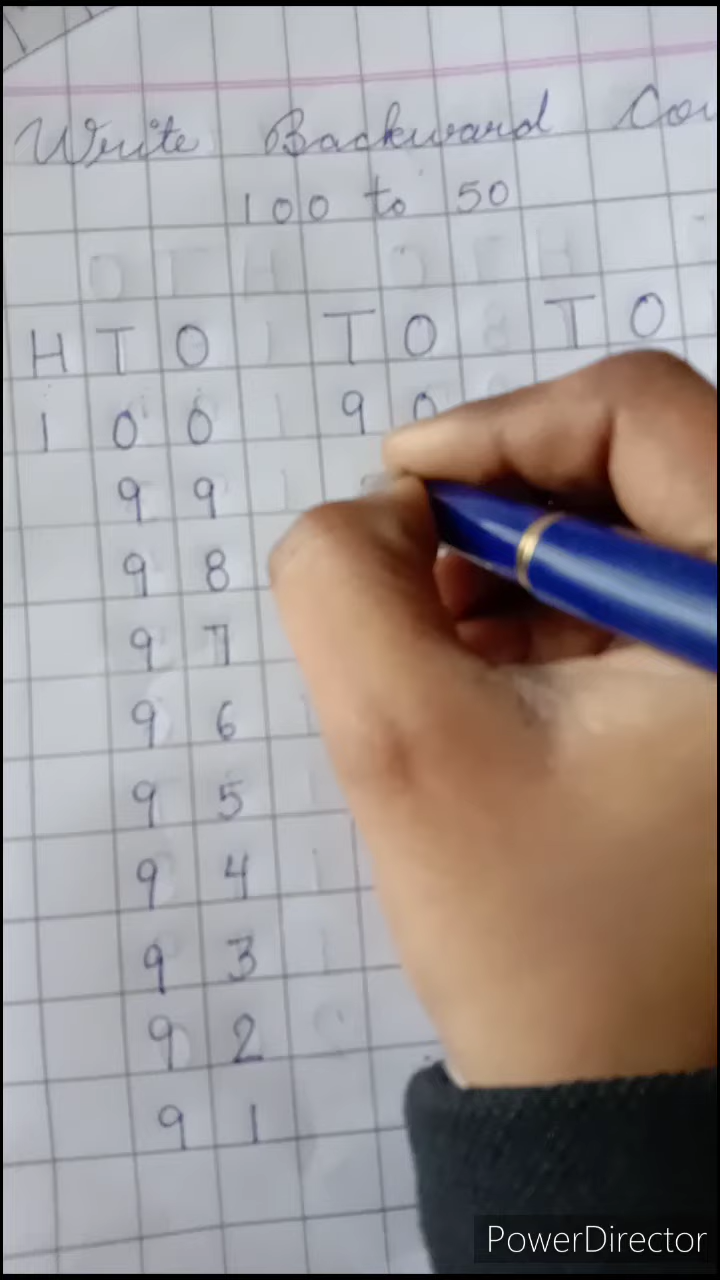 Write Backward Cou
100 to 50
H T O T O T O
1 0 0 9 0
9 9
9 8
9 7
9 6
9 5
9 4
9 3
9 2
9 1
PowerDirector